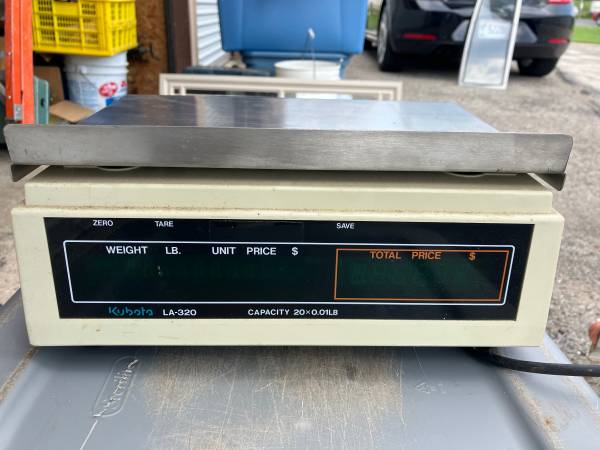 ZERO TARE SAVE
WEIGHT LB. UNIT PRICE $ TOTAL PRICE $
Kubota LA-320 CAPACITY 20×0.01LB